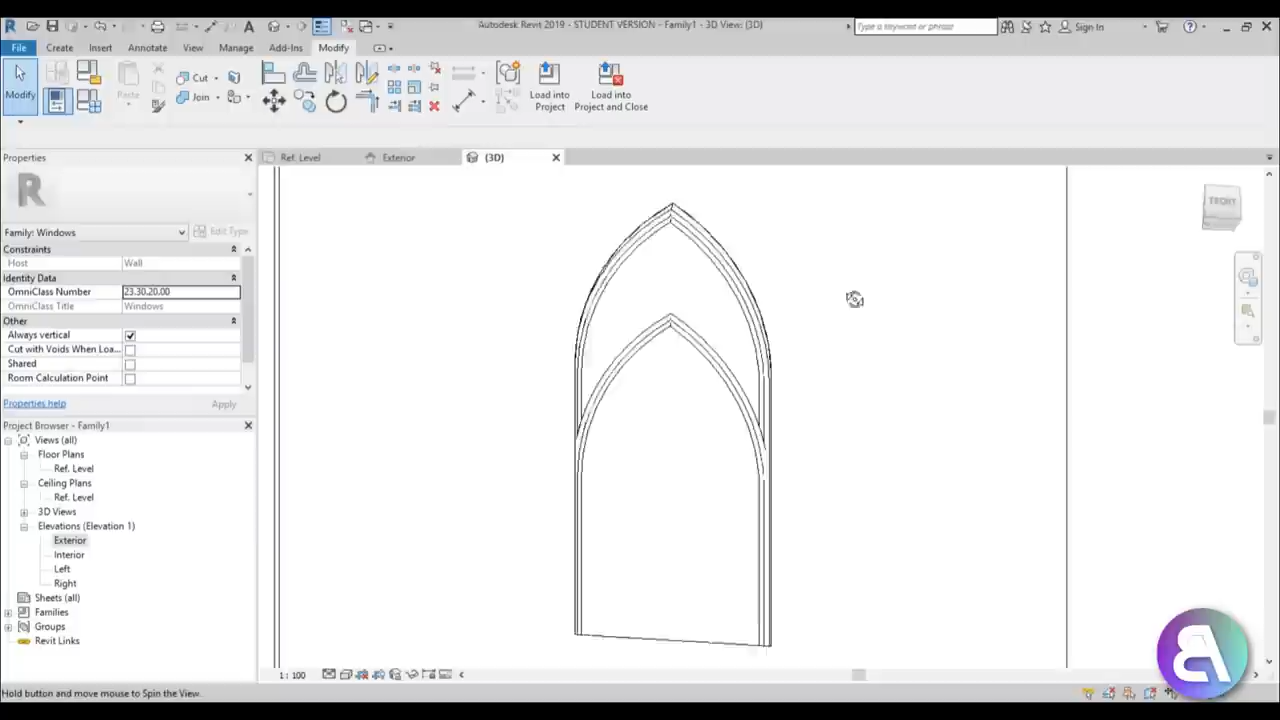 Autodesk Revit 2019 - STUDENT VERSION - Family1 - 3D View: {3D}
Type a keyword or phrase
Sign In
File Create Insert Annotate View Manage Add-Ins Modify
Modify
Paste
Cut
Join
Load into
Project
Load into
Project and Close
Properties
Ref. Level
Exterior
{3D}
FRONT
Family: Windows
Edit Type
Constraints
Host Wall
Identity Data
OmniClass Number 23.30.20.00
OmniClass Title Windows
Other
Always vertical
Cut with Voids When Loa...
Shared
Room Calculation Point
Properties help
Apply
Project Browser - Family1
Views (all)
Floor Plans
Ref. Level
Ceiling Plans
Ref. Level
3D Views
Elevations (Elevation 1)
Exterior
Interior
Left
Right
Sheets (all)
Families
Groups
Revit Links
1 : 100
Hold button and move mouse to Spin the View.